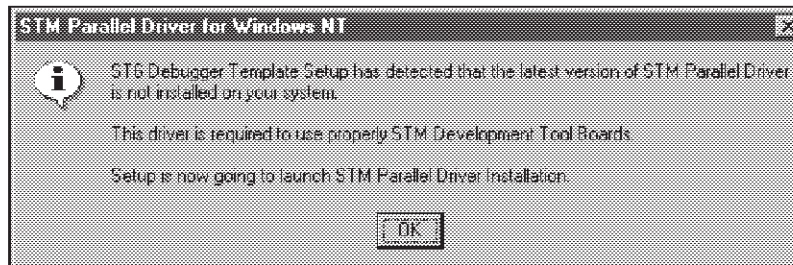 STM Parallel Driver for Windows NT
ST6 Debugger Template Setup has detected that the latest version of STM Parallel Driver
is not installed on your system.
This driver is required to use properly STM Development Tool Boards.
Setup is now going to launch STM Parallel Driver Installation.
OK